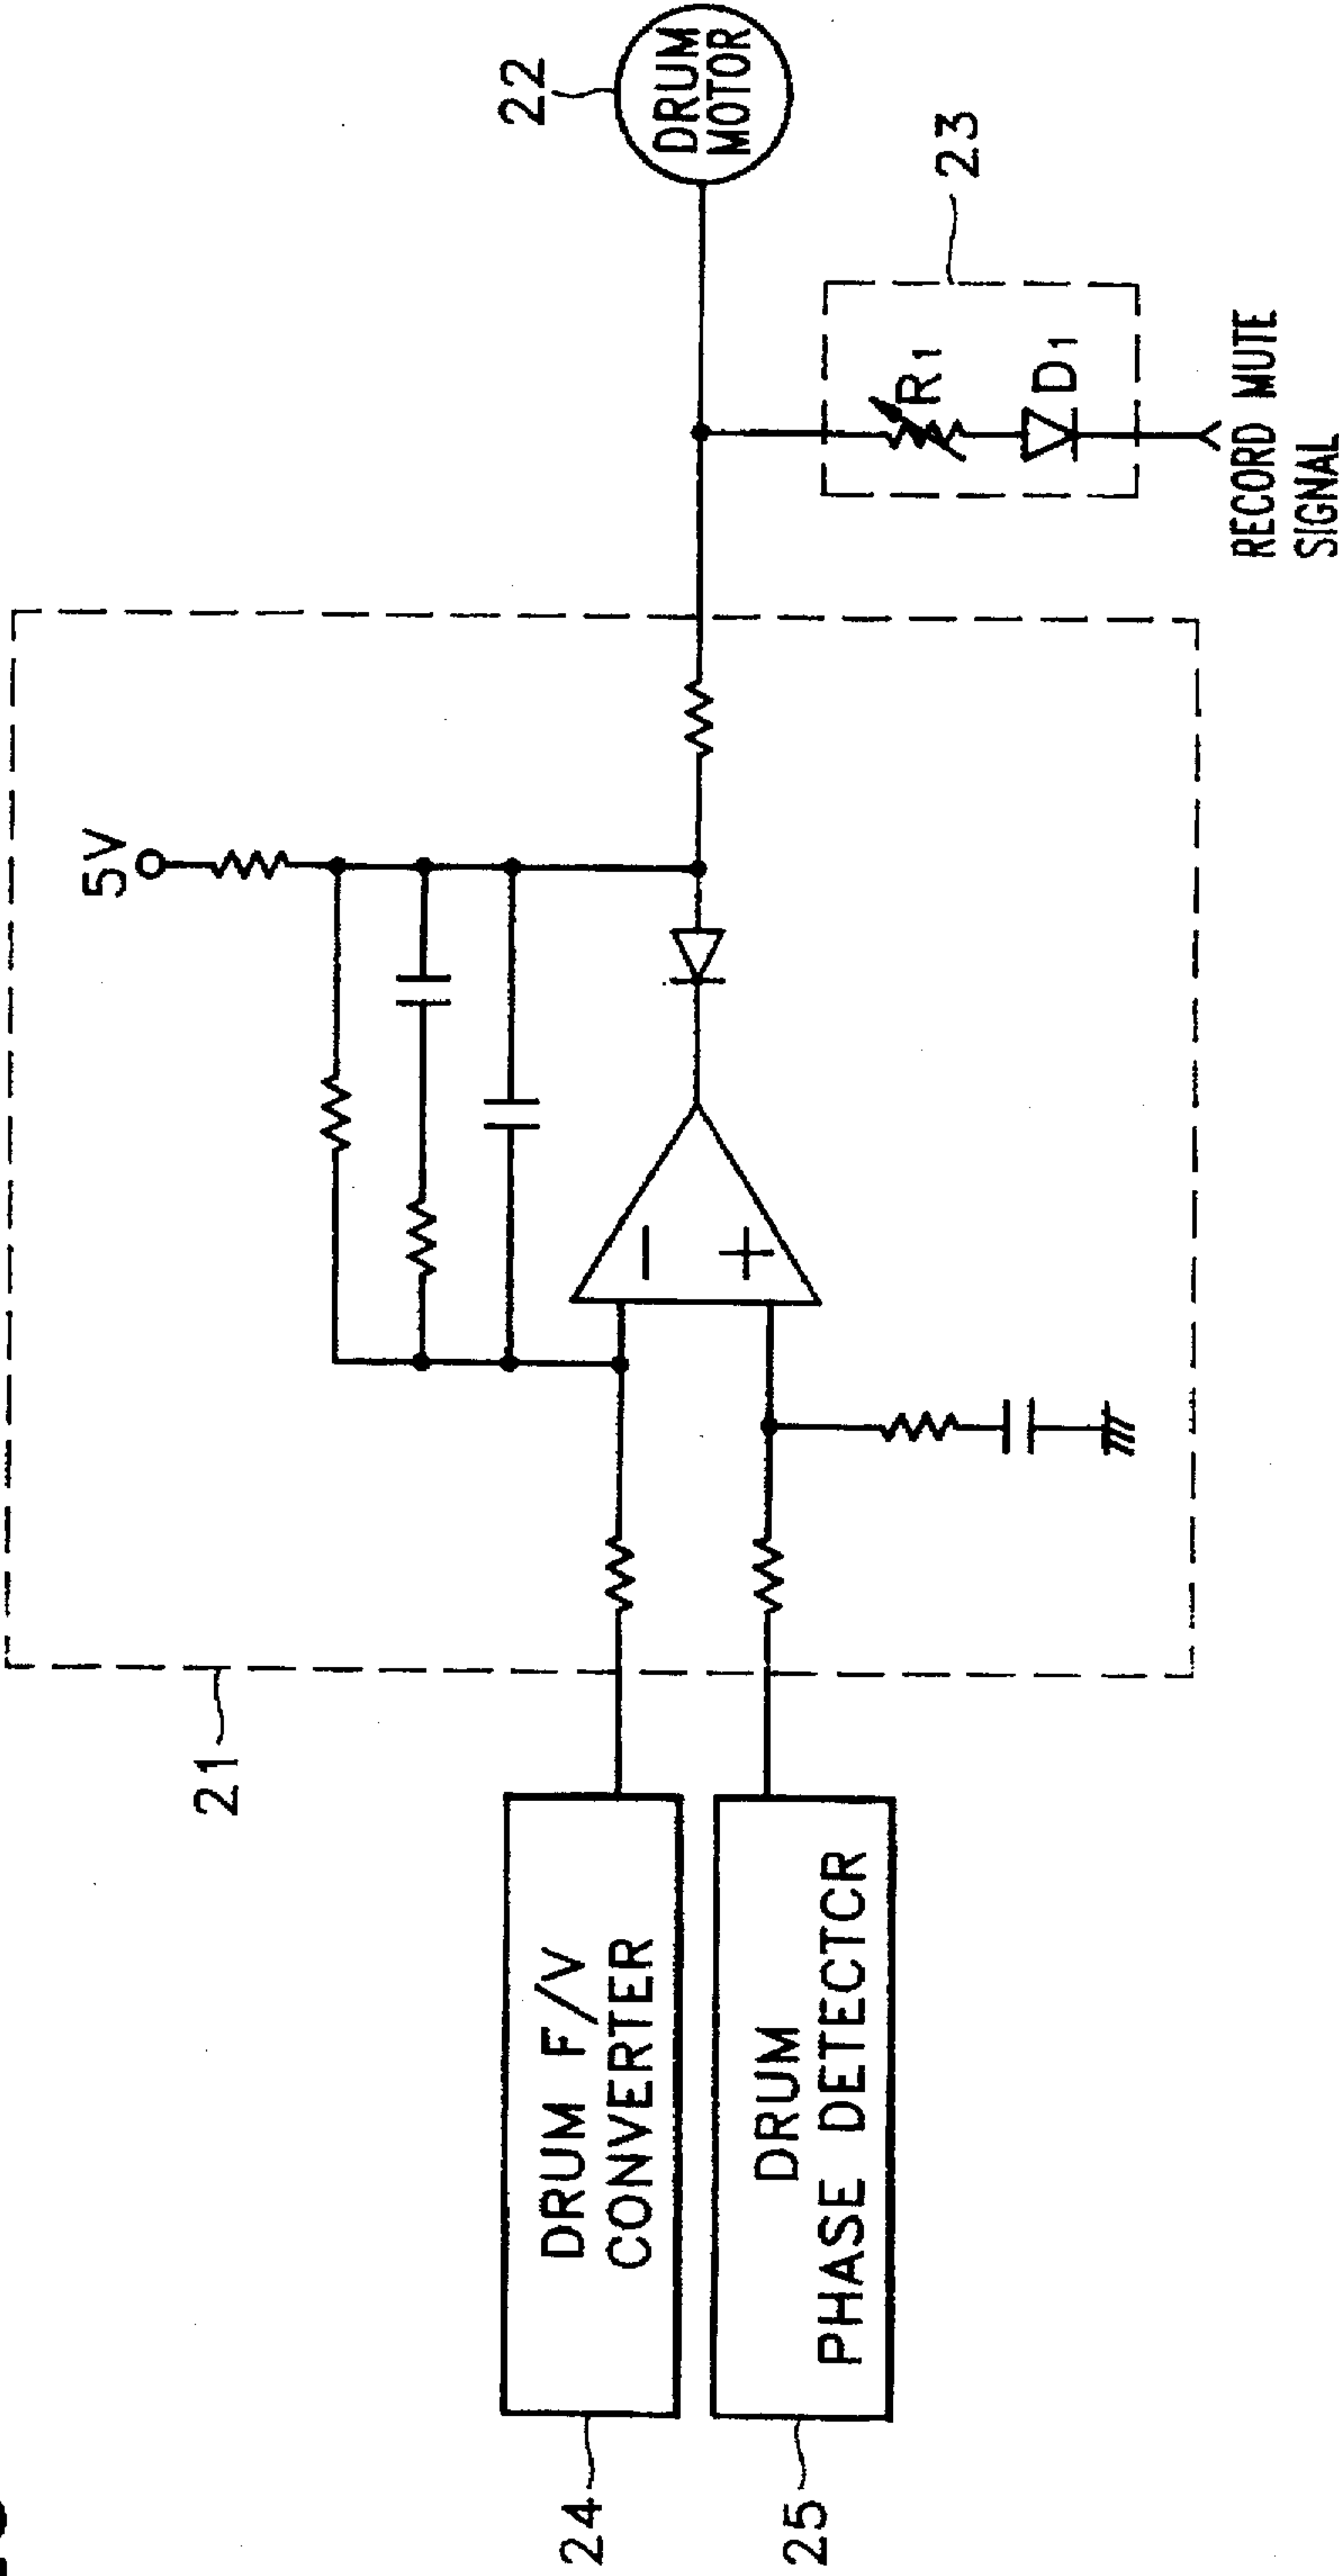 24
DRUM F/V
CONVERTER
25
DRUM
PHASE DETECTCR
21
5V
−
+
22
DRUM
MOTOR
23
R1
D1
RECORD MUTE
SIGNAL